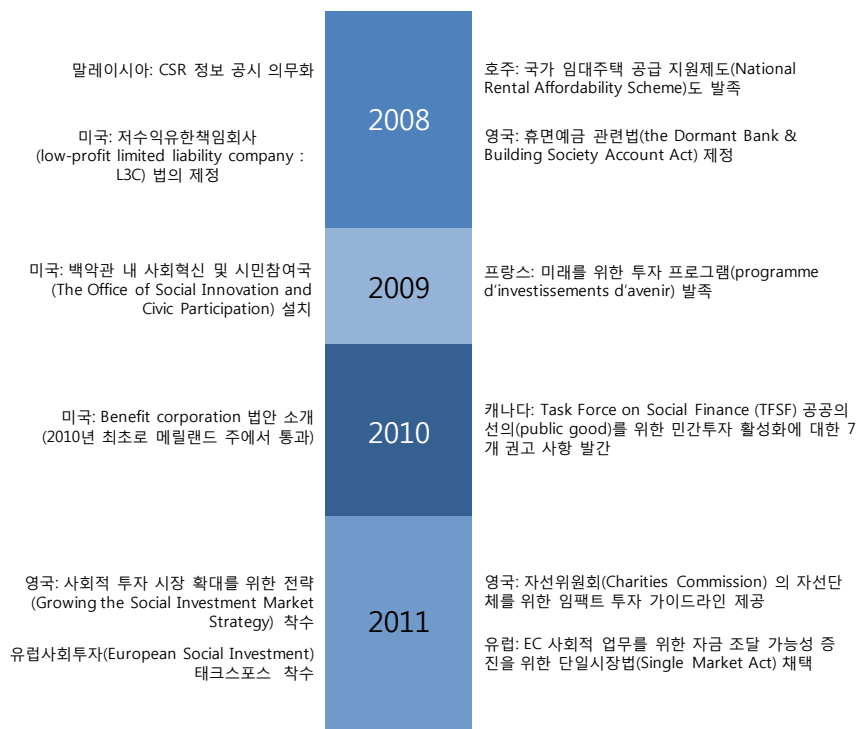 말레이시아: CSR 정보 공시 의무화
미국: 저수익유한책임회사
(low-profit limited liability company :
L3C) 법의 제정
2008
호주: 국가 임대주택 공급 지원제도(National
Rental Affordability Scheme)도 발족
영국: 휴면예금 관련법(the Dormant Bank &
Building Society Account Act) 제정
미국: 백악관 내 사회혁신 및 시민참여국
(The Office of Social Innovation and
Civic Participation) 설치
2009
프랑스: 미래를 위한 투자 프로그램(programme
d'investissements d'avenir) 발족
미국: Benefit corporation 법안 소개
(2010년 최초로 메릴랜드 주에서 통과)
2010
캐나다: Task Force on Social Finance (TFSF) 공공의
선의(public good)를 위한 민간투자 활성화에 대한 7
개 권고 사항 발간
영국: 사회적 투자 시장 확대를 위한 전략
(Growing the Social Investment Market
Strategy) 착수
유럽사회투자(European Social Investment)
태크스포스 착수
2011
영국: 자선위원회(Charities Commission) 의 자선단
체를 위한 임팩트 투자 가이드라인 제공
유럽: EC 사회적 업무를 위한 자금 조달 가능성 증
진을 위한 단일시장법(Single Market Act) 채택